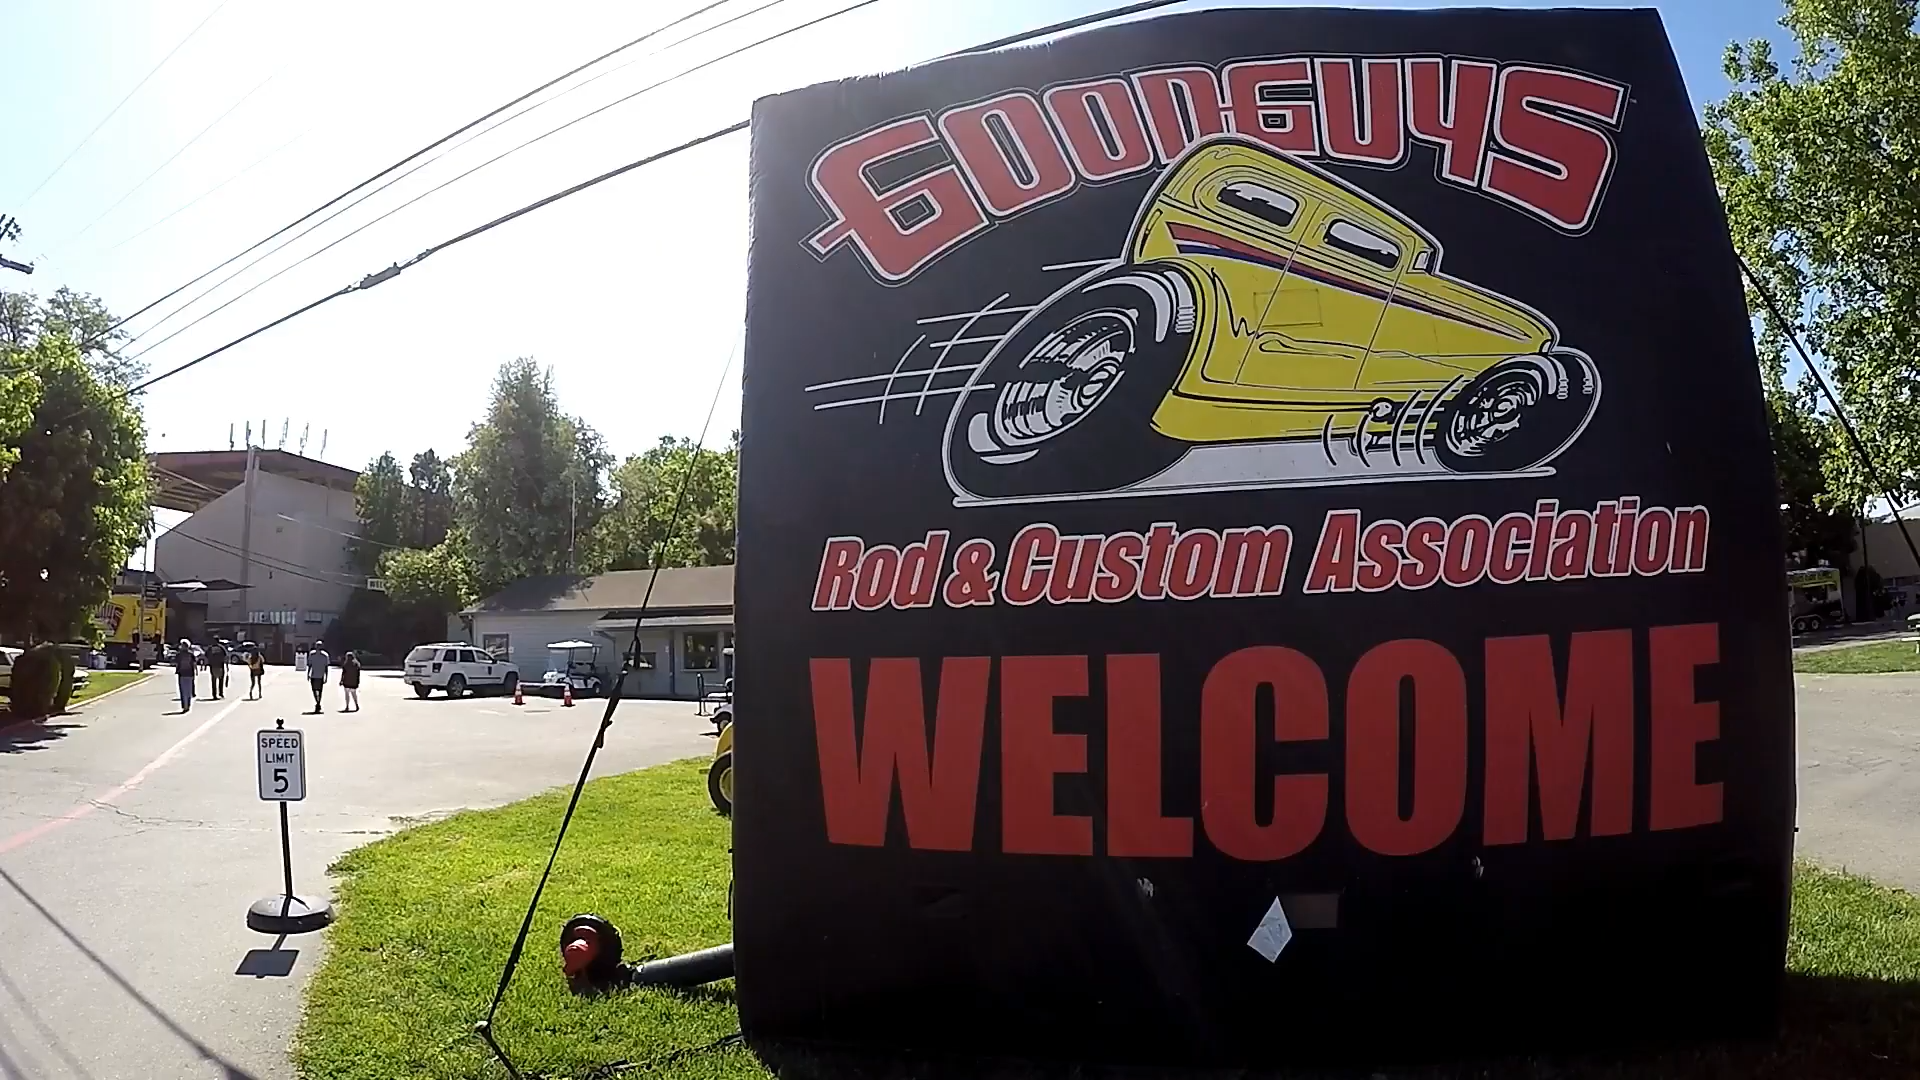 GOODGUYS
Rod & Custom Association
WELCOME
SPEED
LIMIT
5